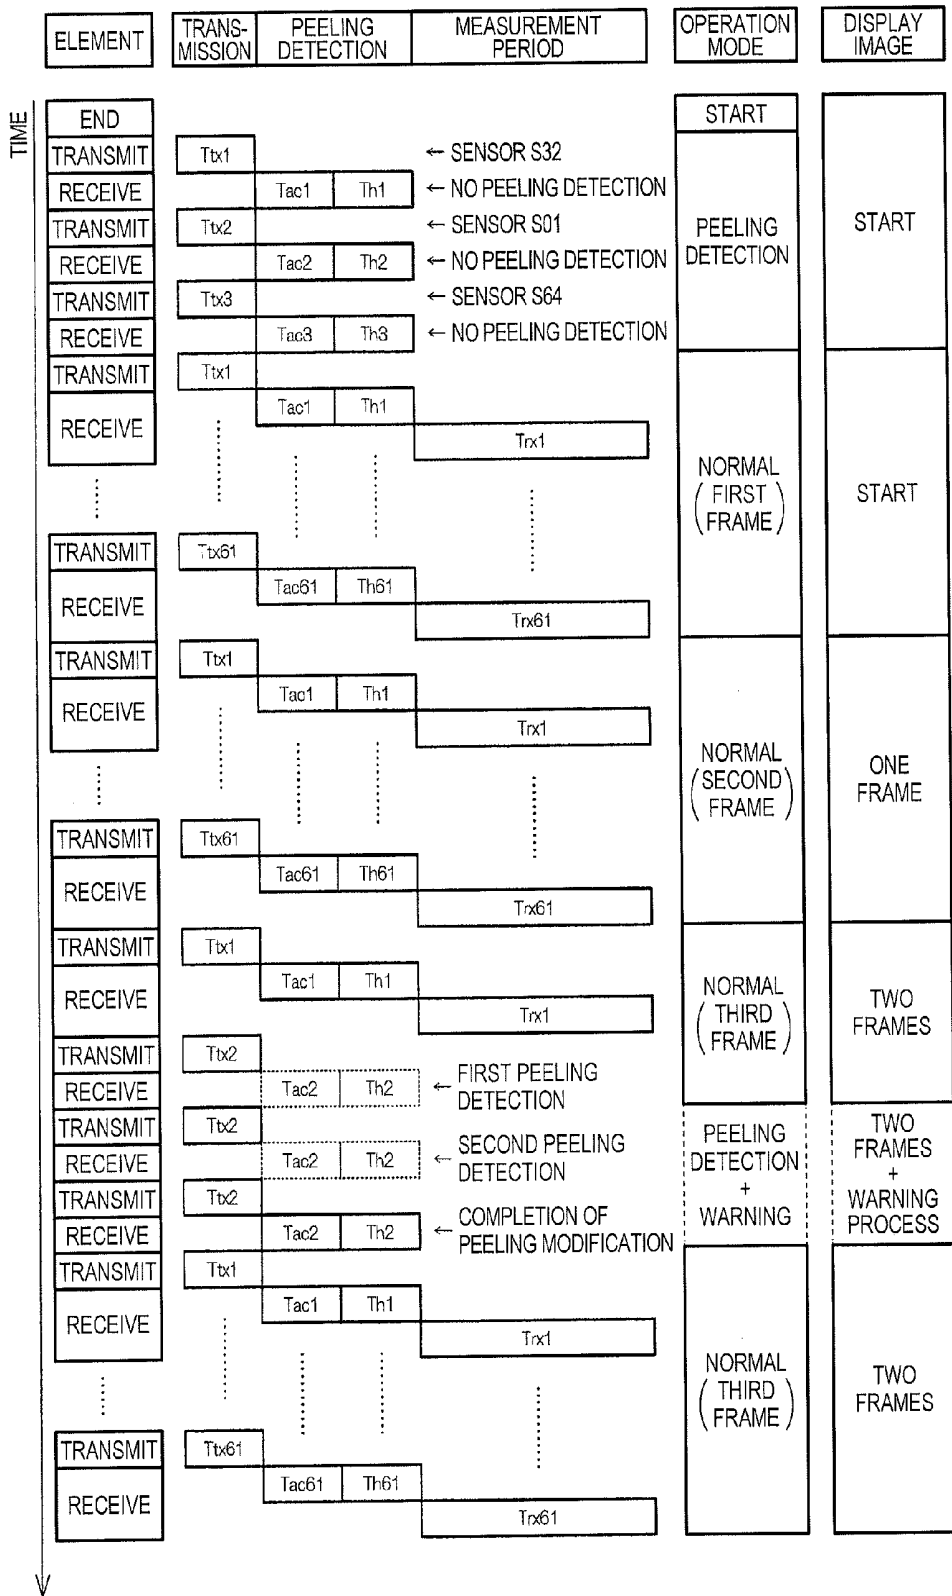 ELEMENT
TRANS-
MISSION
PEELING
DETECTION
MEASUREMENT
PERIOD
OPERATION
MODE
DISPLAY
IMAGE
TIME
END
START
TRANSMIT
Ttx1
← SENSOR S32
RECEIVE
Tac1
Th1
← NO PEELING DETECTION
TRANSMIT
Ttx2
← SENSOR S01
PEELING
DETECTION
START
RECEIVE
Tac2
Th2
← NO PEELING DETECTION
TRANSMIT
Ttx3
← SENSOR S64
RECEIVE
Tac3
Th3
← NO PEELING DETECTION
TRANSMIT
Ttx1
RECEIVE
Tac1
Th1
Trx1
NORMAL
( FIRST
FRAME )
START
TRANSMIT
Ttx61
RECEIVE
Tac61
Th61
Trx61
TRANSMIT
Ttx1
RECEIVE
Tac1
Th1
Trx1
NORMAL
( SECOND
FRAME )
ONE
FRAME
TRANSMIT
Ttx61
RECEIVE
Tac61
Th61
Trx61
TRANSMIT
Ttx1
RECEIVE
Tac1
Th1
Trx1
NORMAL
( THIRD
FRAME )
TWO
FRAMES
TRANSMIT
Ttx2
RECEIVE
Tac2
Th2
← FIRST PEELING
DETECTION
TRANSMIT
Ttx2
RECEIVE
Tac2
Th2
← SECOND PEELING
DETECTION
PEELING
DETECTION
+
WARNING
TWO
FRAMES
+
WARNING
PROCESS
TRANSMIT
Ttx2
RECEIVE
Tac2
Th2
← COMPLETION OF
PEELING MODIFICATION
TRANSMIT
Ttx1
RECEIVE
Tac1
Th1
Trx1
NORMAL
( THIRD
FRAME )
TWO
FRAMES
TRANSMIT
Ttx61
RECEIVE
Tac61
Th61
Trx61